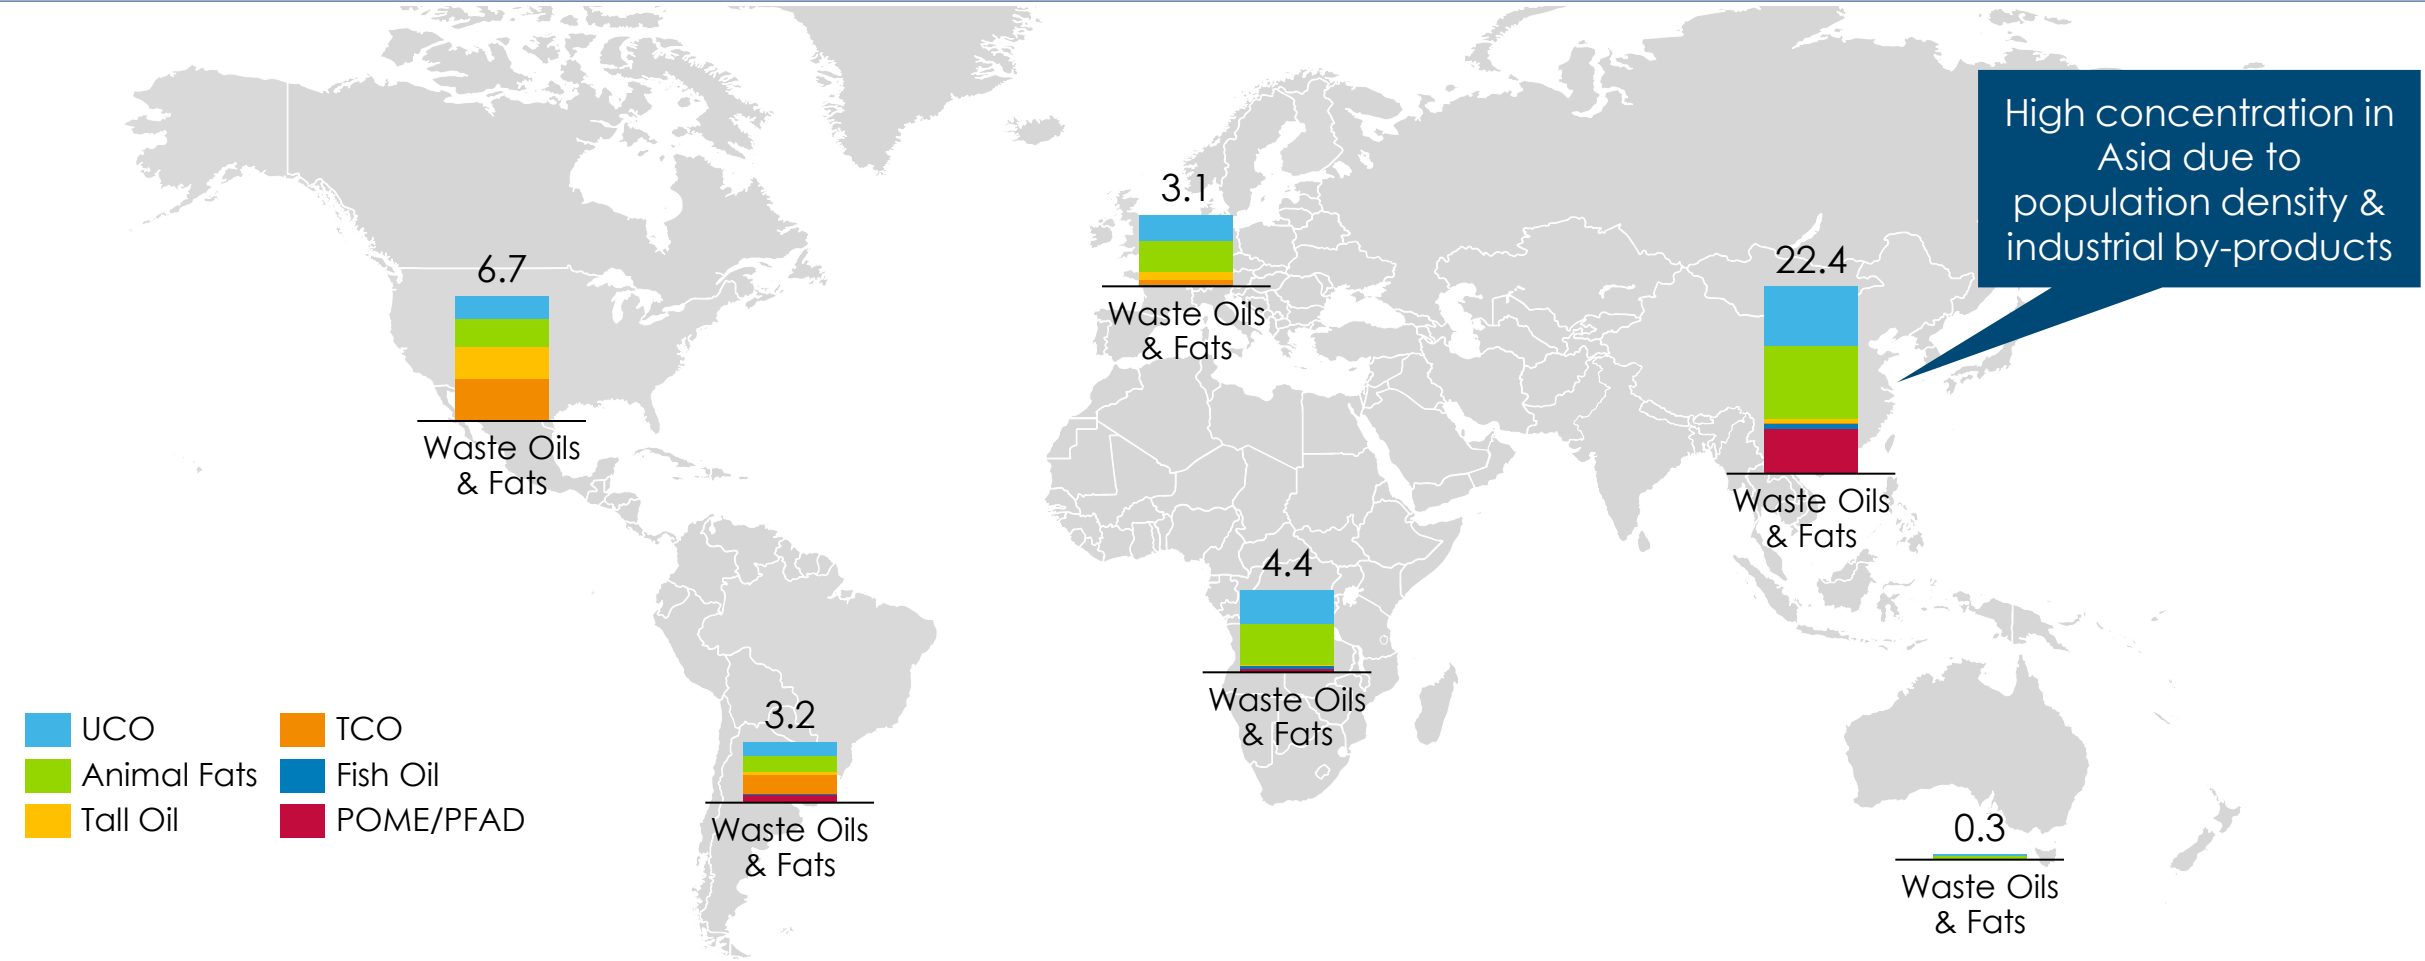 High concentration in
Asia due to
population density &
industrial by-products
3.1
Waste Oils
& Fats
22.4
Waste Oils
& Fats
6.7
Waste Oils
& Fats
4.4
Waste Oils
& Fats
3.2
Waste Oils
& Fats
0.3
Waste Oils
& Fats
UCO
TCO
Animal Fats
Fish Oil
Tall Oil
POME/PFAD